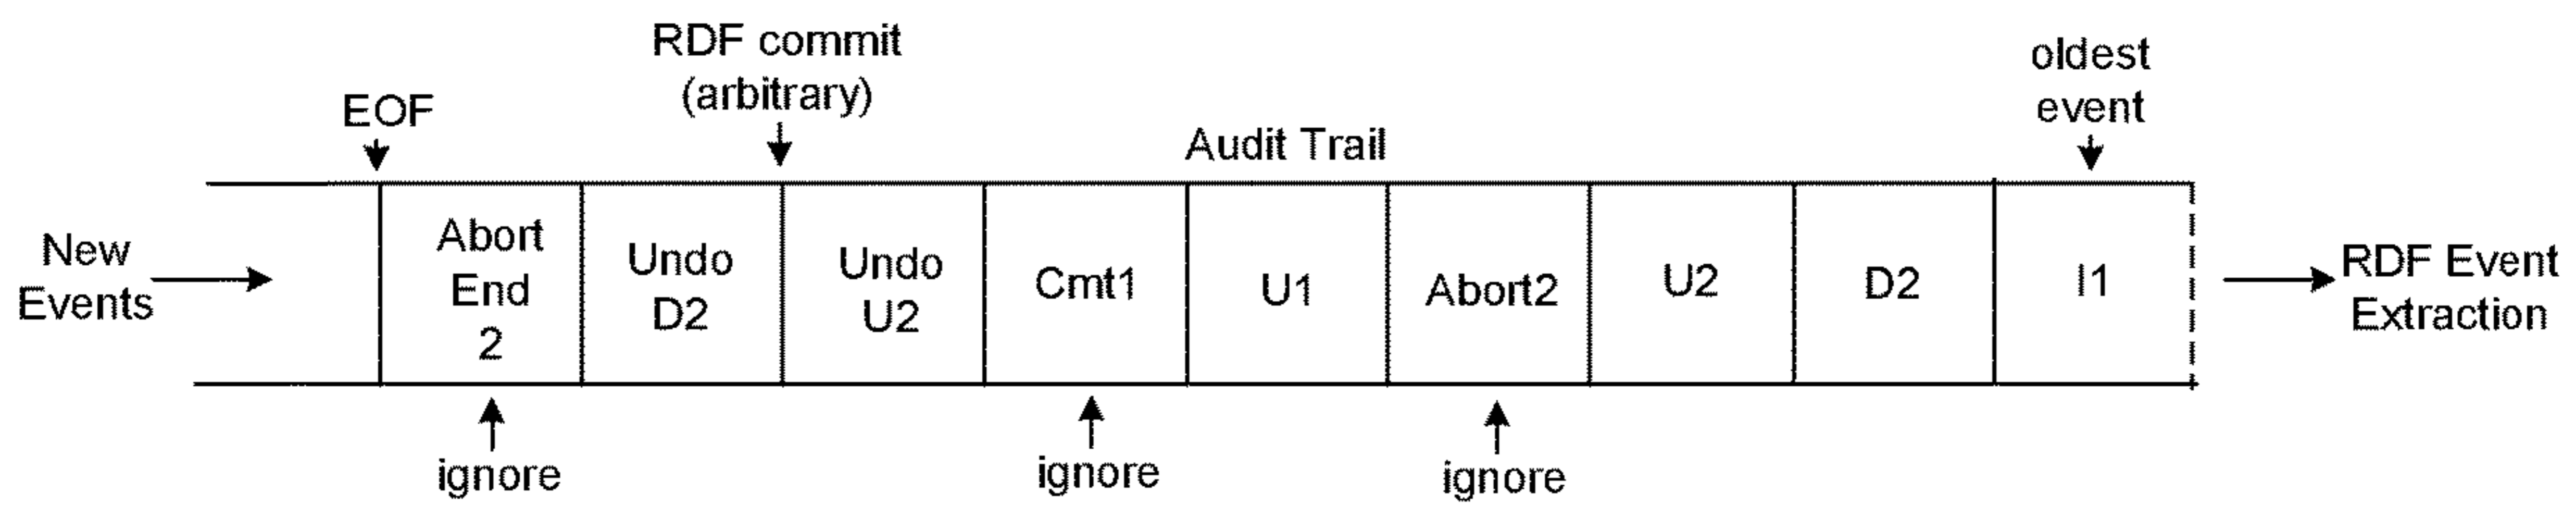 RDF commit
(arbitrary)
oldest
event
EOF
Audit Trail
New
Events
Abort
End
2
Undo
D2
Undo
U2
Cmt1
U1
Abort2
U2
D2
I1
RDF Event
Extraction
ignore
ignore
ignore